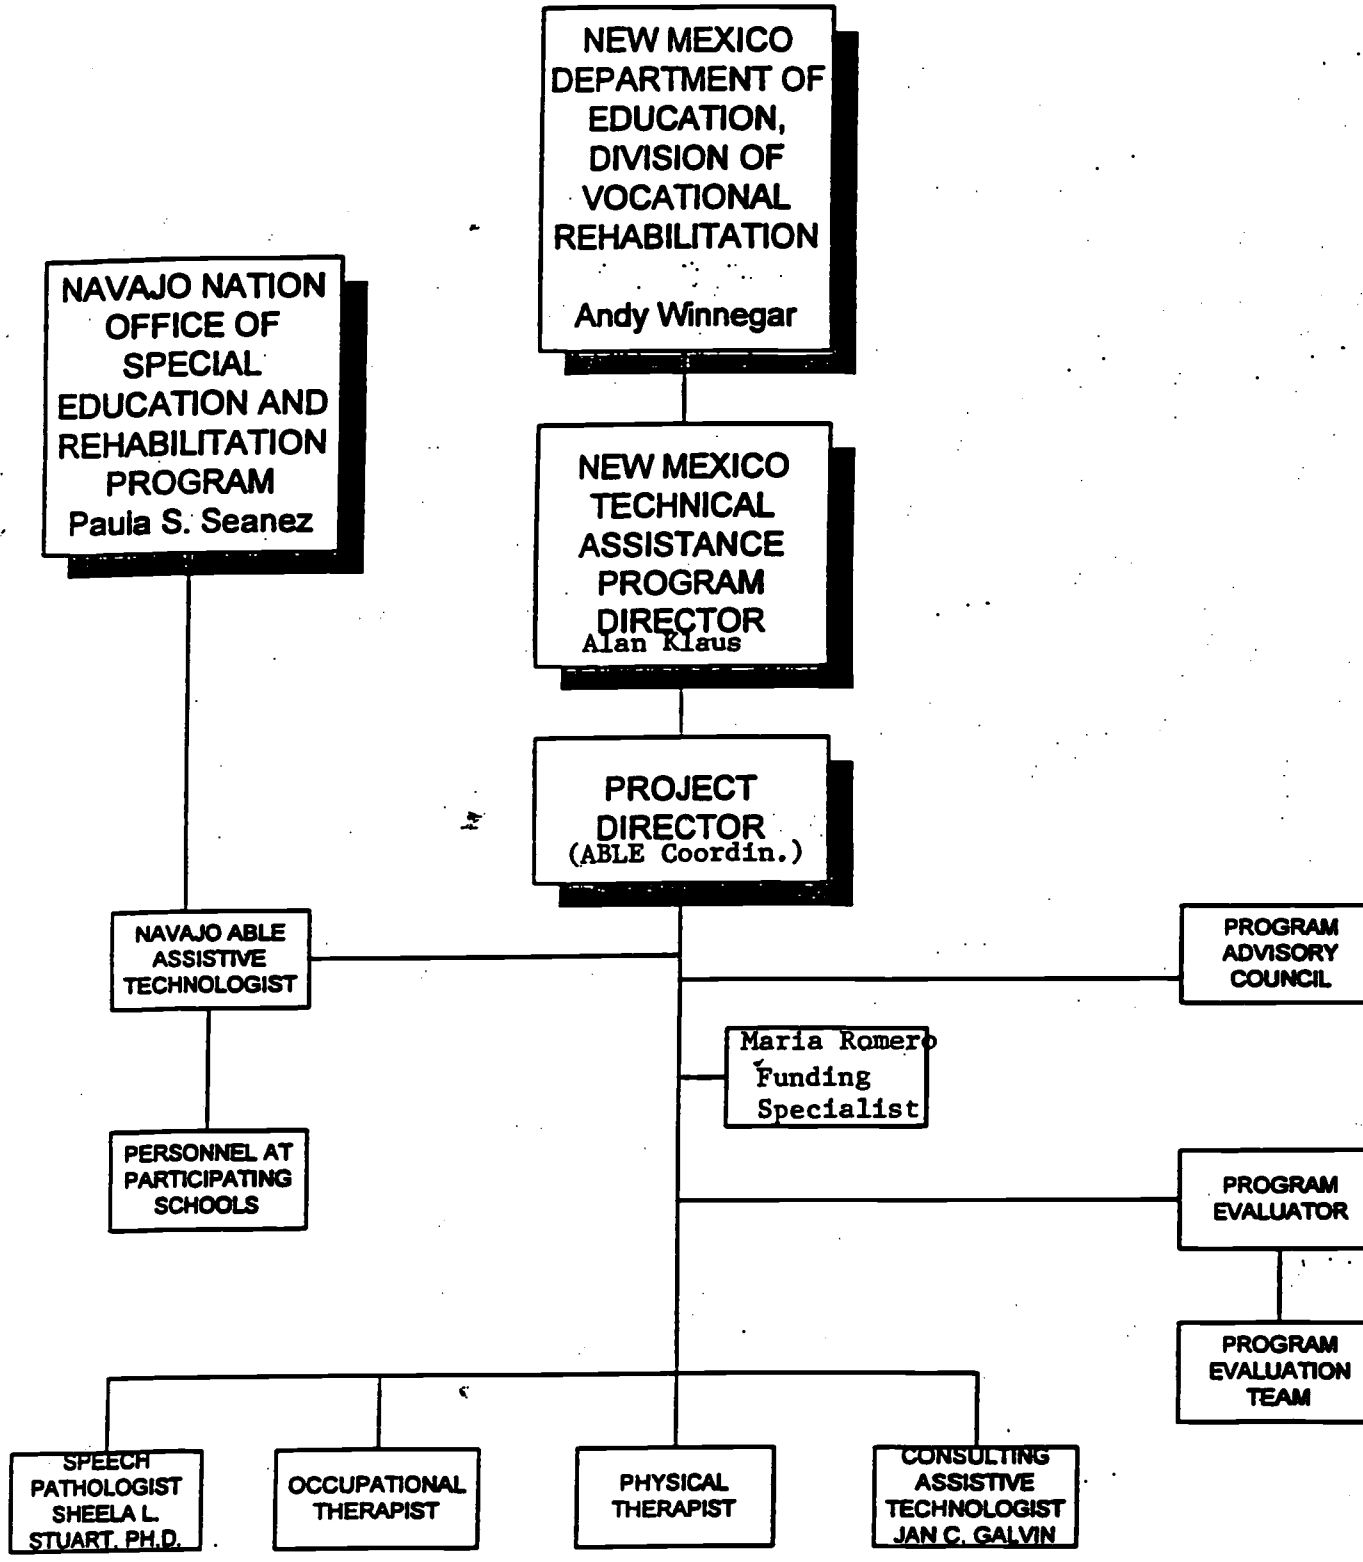 NEW MEXICO
DEPARTMENT OF
EDUCATION,
DIVISION OF
VOCATIONAL
REHABILITATION
Andy Winnegar
NAVAJO NATION
OFFICE OF
SPECIAL
EDUCATION AND
REHABILITATION
PROGRAM
Paula S. Seanez
NEW MEXICO
TECHNICAL
ASSISTANCE
PROGRAM
DIRECTOR
Alan Klaus
PROJECT
DIRECTOR
(ABLE Coordin.)
NAVAJO ABLE
ASSISTIVE
TECHNOLOGIST
PROGRAM
ADVISORY
COUNCIL
Maria Romero
Funding
Specialist
PERSONNEL AT
PARTICIPATING
SCHOOLS
PROGRAM
EVALUATOR
PROGRAM
EVALUATION
TEAM
SPEECH
PATHOLOGIST
SHEELA L.
STUART, PH.D.
OCCUPATIONAL
THERAPIST
PHYSICAL
THERAPIST
CONSULTING
ASSISTIVE
TECHNOLOGIST
JAN C. GALVIN